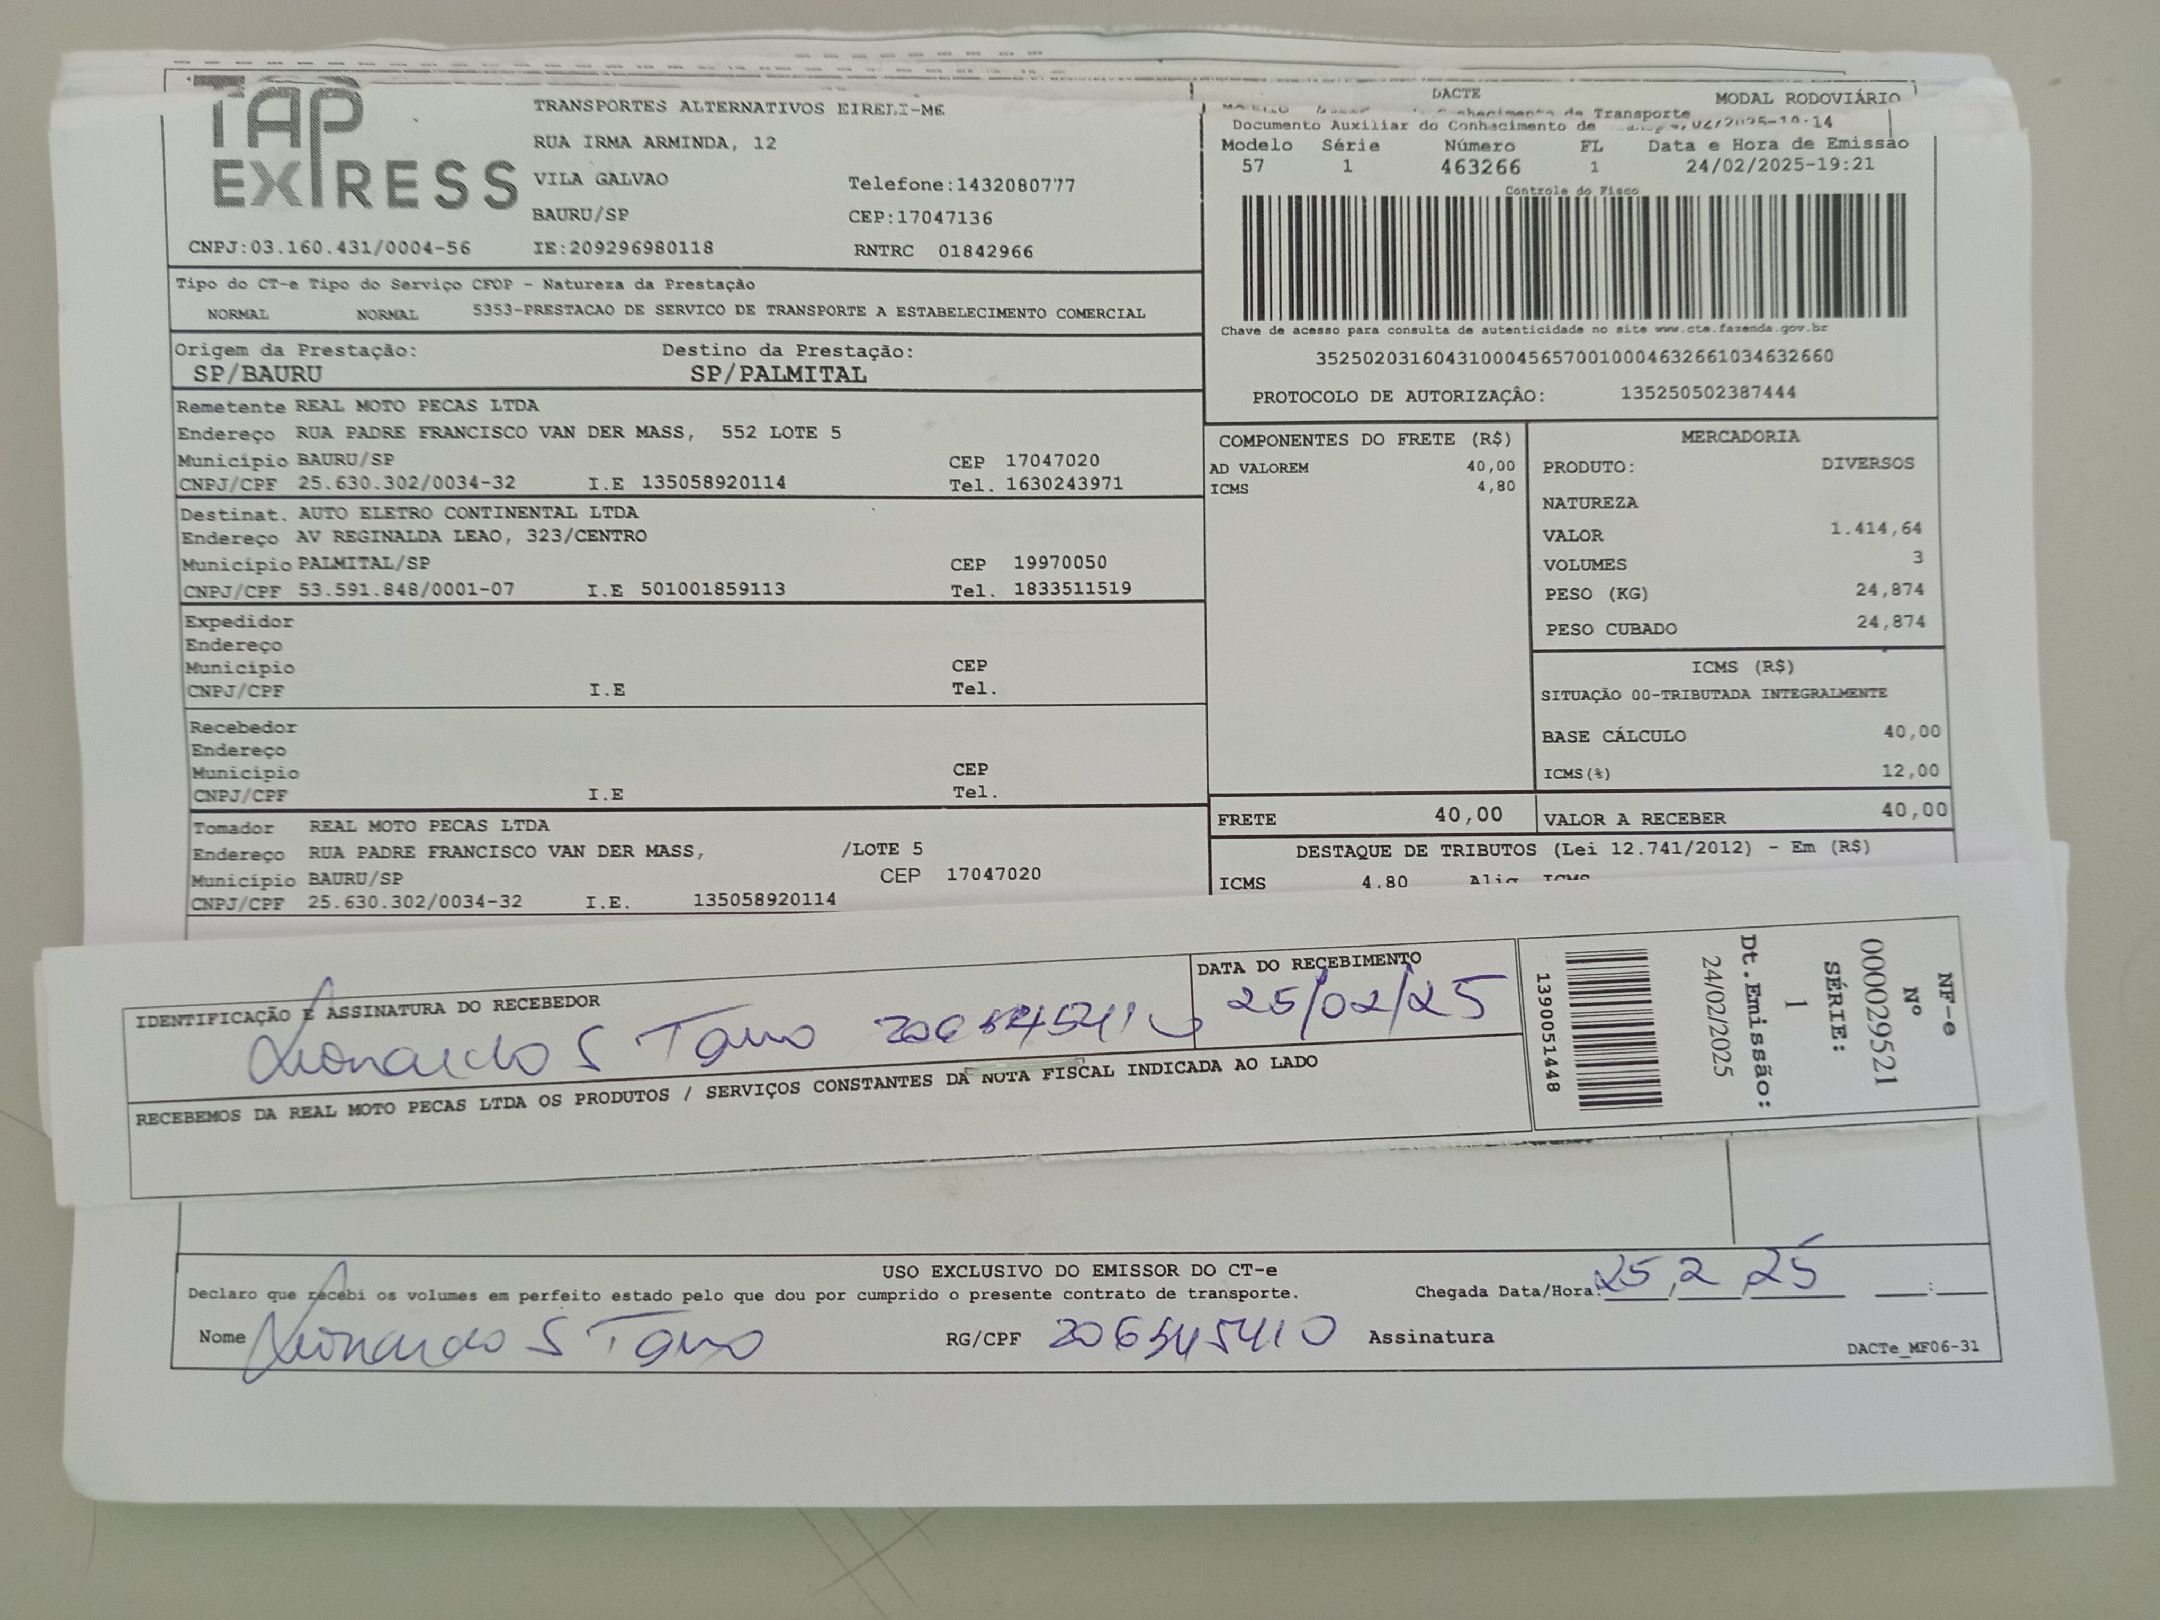 TAP
EXPRESS
TRANSPORTES ALTERNATIVOS EIRELI-ME
RUA IRMA ARMINDA, 12
VILA GALVAO Telefone:1432080777
BAURU/SP CEP:17047136
CNPJ:03.160.431/0004-56 IE:209296980118 RNTRC 01842966
DACTE MODAL RODOVIÁRIO
de Transporte
Documento Auxiliar do Conhecimento de
Modelo Série Número FL Data e Hora de Emissão
57 1 463266 1 24/02/2025-19:21
Controle do Fisco
Chave de acesso para consulta de autenticidade no site www.cte.fazenda.gov.br
35250203160431000456570010004632661034632660
PROTOCOLO DE AUTORIZAÇÃO: 135250502387444
Tipo do CT-e Tipo do Serviço CFOP - Natureza da Prestação
NORMAL NORMAL 5353-PRESTACAO DE SERVICO DE TRANSPORTE A ESTABELECIMENTO COMERCIAL
Origem da Prestação: Destino da Prestação:
SP/BAURU SP/PALMITAL
Remetente REAL MOTO PECAS LTDA
Endereço RUA PADRE FRANCISCO VAN DER MASS, 552 LOTE 5
Município BAURU/SP CEP 17047020
CNPJ/CPF 25.630.302/0034-32 I.E 135058920114 Tel. 1630243971
Destinat. AUTO ELETRO CONTINENTAL LTDA
Endereço AV REGINALDA LEAO, 323/CENTRO
Município PALMITAL/SP CEP 19970050
CNPJ/CPF 53.591.848/0001-07 I.E 501001859113 Tel. 1833511519
Expedidor
Endereço
Município CEP
CNPJ/CPF I.E Tel.
Recebedor
Endereço
Município CEP
CNPJ/CPF I.E Tel.
Tomador REAL MOTO PECAS LTDA
Endereço RUA PADRE FRANCISCO VAN DER MASS, /LOTE 5
Município BAURU/SP CEP 17047020
CNPJ/CPF 25.630.302/0034-32 I.E. 135058920114
COMPONENTES DO FRETE (R$)
AD VALOREM 40,00
ICMS 4,80
MERCADORIA
PRODUTO: DIVERSOS
NATUREZA
VALOR 1.414,64
VOLUMES 3
PESO (KG) 24,874
PESO CUBADO 24,874
ICMS (R$)
SITUAÇÃO 00-TRIBUTADA INTEGRALMENTE
BASE CÁLCULO 40,00
ICMS(%) 12,00
FRETE 40,00 VALOR A RECEBER 40,00
DESTAQUE DE TRIBUTOS (Lei 12.741/2012) - Em (R$)
ICMS 4.80 Aliq ICMS
IDENTIFICAÇÃO E ASSINATURA DO RECEBEDOR
Leonardo S
DATA DO RECEBIMENTO
25/02/25
RECEBEMOS DA REAL MOTO PECAS LTDA OS PRODUTOS / SERVIÇOS CONSTANTES DA NOTA FISCAL INDICADA AO LADO
1390051448
NF-e
Nº
000029521
SÉRIE:
1
Dt.Emissão:
24/02/2025
USO EXCLUSIVO DO EMISSOR DO CT-e
Declaro que recebi os volumes em perfeito estado pelo que dou por cumprido o presente contrato de transporte. Chegada Data/Hora: 25,2,25 :
Nome Leonardo S RG/CPF 206545410 Assinatura
DACTe_MF06-31